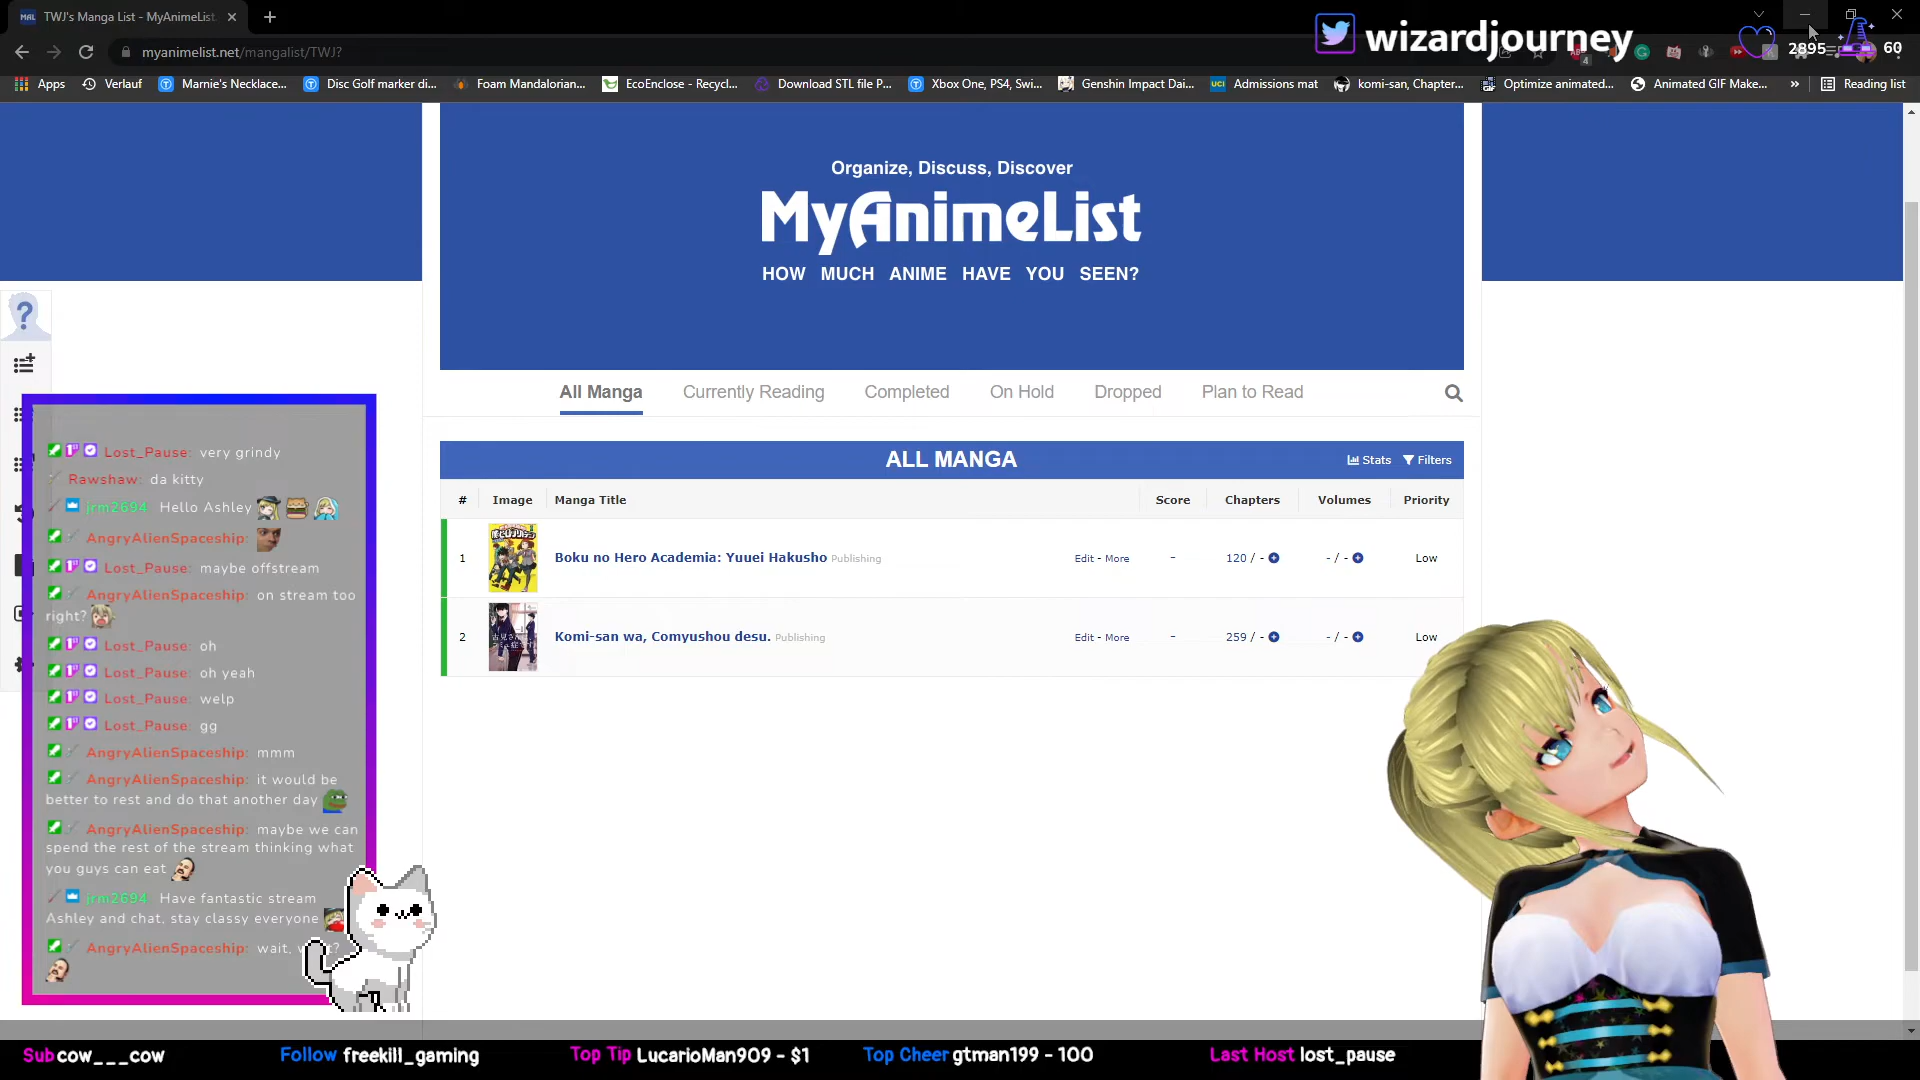 TWJ's Manga List - MyAnimeList
wizardjourney
2895
60
myanimelist.net/mangalist/TWJ?
Apps
Verlauf
Marnie's Necklace...
Disc Golf marker di...
Foam Mandalorian...
EcoEnclose - Recycl...
Download STL file P...
Xbox One, PS4, Swi...
Genshin Impact Dai...
UCI Admissions mat
komi-san, Chapter...
Optimize animated...
Animated GIF Make...
»
Reading list
Organize, Discuss, Discover
MyAnimeList
HOW MUCH ANIME HAVE YOU SEEN?
All Manga
Currently Reading
Completed
On Hold
Dropped
Plan to Read
ALL MANGA
Stats
Filters
# Image Manga Title Score Chapters Volumes Priority
1 Boku no Hero Academia: Yuuei Hakusho Publishing Edit - More - 120 / - - / - Low
2 Komi-san wa, Comyushou desu. Publishing Edit - More - 259 / - - / - Low
Lost_Pause: very grindy
Rawshaw: da kitty
jrm2694 Hello Ashley
AngryAlienSpaceship:
Lost_Pause: maybe offstream
AngryAlienSpaceship: on stream too
right?
Lost_Pause: oh
Lost_Pause: oh yeah
Lost_Pause: welp
Lost_Pause: gg
AngryAlienSpaceship: mmm
AngryAlienSpaceship: it would be
better to rest and do that another day
AngryAlienSpaceship: maybe we can
spend the rest of the stream thinking what
you guys can eat
jrm2694 Have fantastic stream
Ashley and chat, stay classy everyone
AngryAlienSpaceship: wait,
Sub cow___cow
Follow freekill_gaming
Top Tip LucarioMan909 - $1
Top Cheer gtman199 - 100
Last Host lost_pause